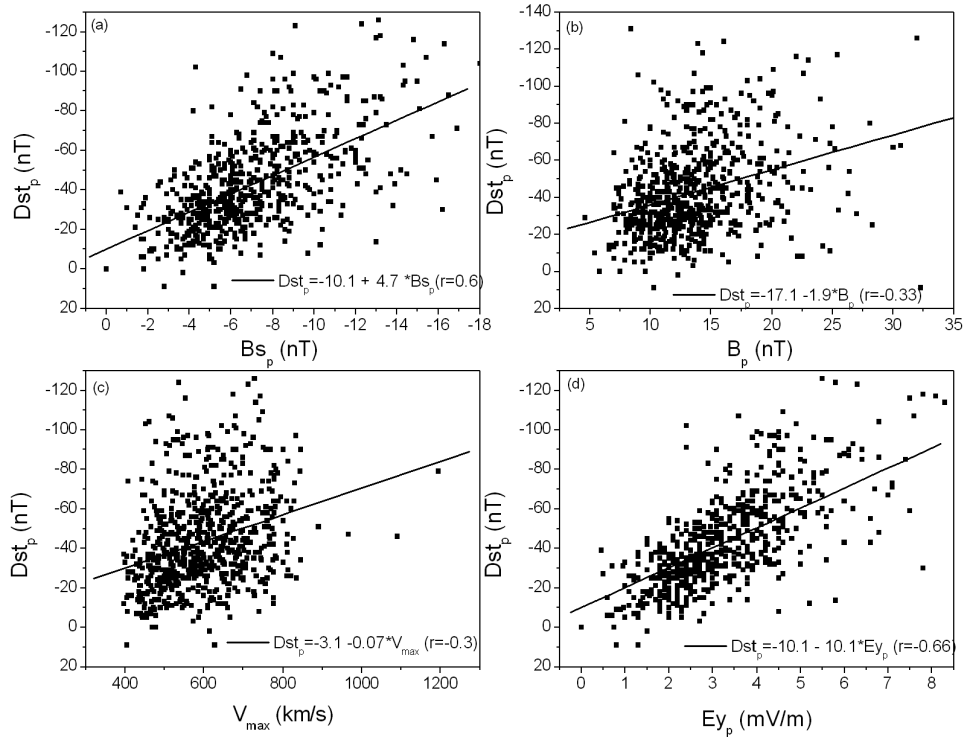 (a)
-120
-100
-80
-60
-40
-20
0
20
Dst_p (nT)
Dst_p=-10.1 + 4.7 *Bs_p(r=0.6)
0 -2 -4 -6 -8 -10 -12 -14 -16 -18
Bs_p (nT)
(b)
-140
-120
-100
-80
-60
-40
-20
0
20
Dst_p (nT)
Dst_p=-17.1 -1.9*B_p (r=-0.33)
5 10 15 20 25 30 35
B_p (nT)
(c)
-120
-100
-80
-60
-40
-20
0
20
Dst_p (nT)
Dst_p=-3.1 -0.07*V_max (r=-0.3)
400 600 800 1000 1200
V_max (km/s)
(d)
-120
-100
-80
-60
-40
-20
0
20
Dst_p (nT)
Dst_p=-10.1 - 10.1*Ey_p (r=-0.66)
0 1 2 3 4 5 6 7 8
Ey_p (mV/m)